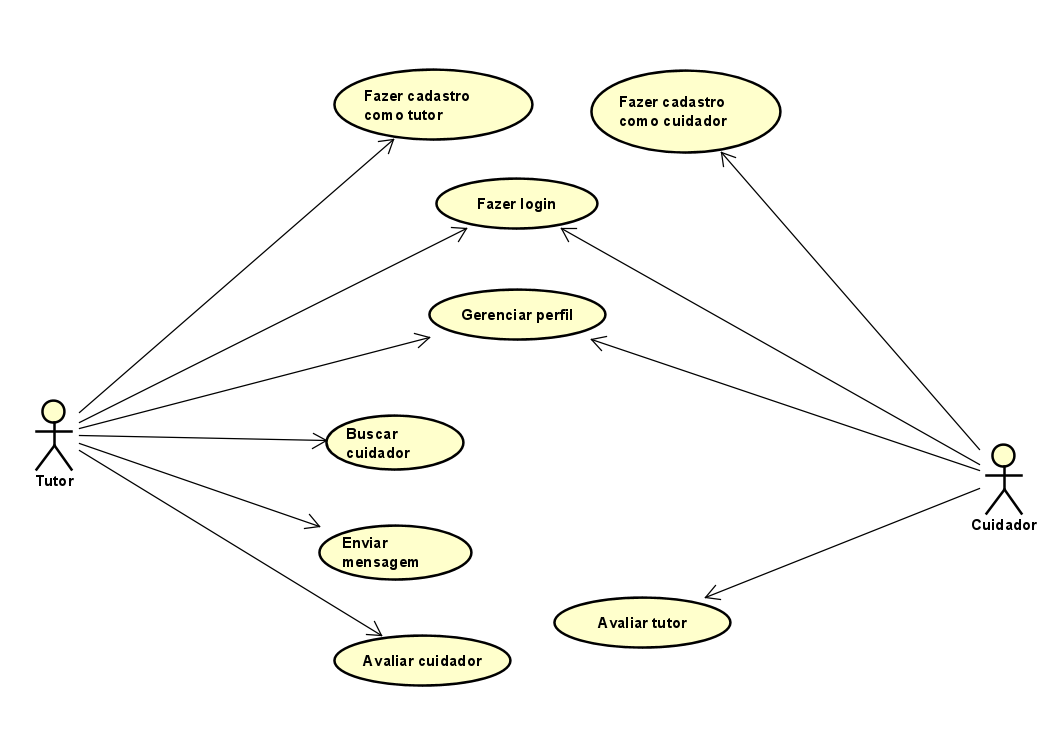 Fazer cadastro
como tutor
Fazer cadastro
como cuidador
Fazer login
Gerenciar perfil
Buscar
cuidador
Tutor
Cuidador
Enviar
mensagem
Avaliar tutor
Avaliar cuidador